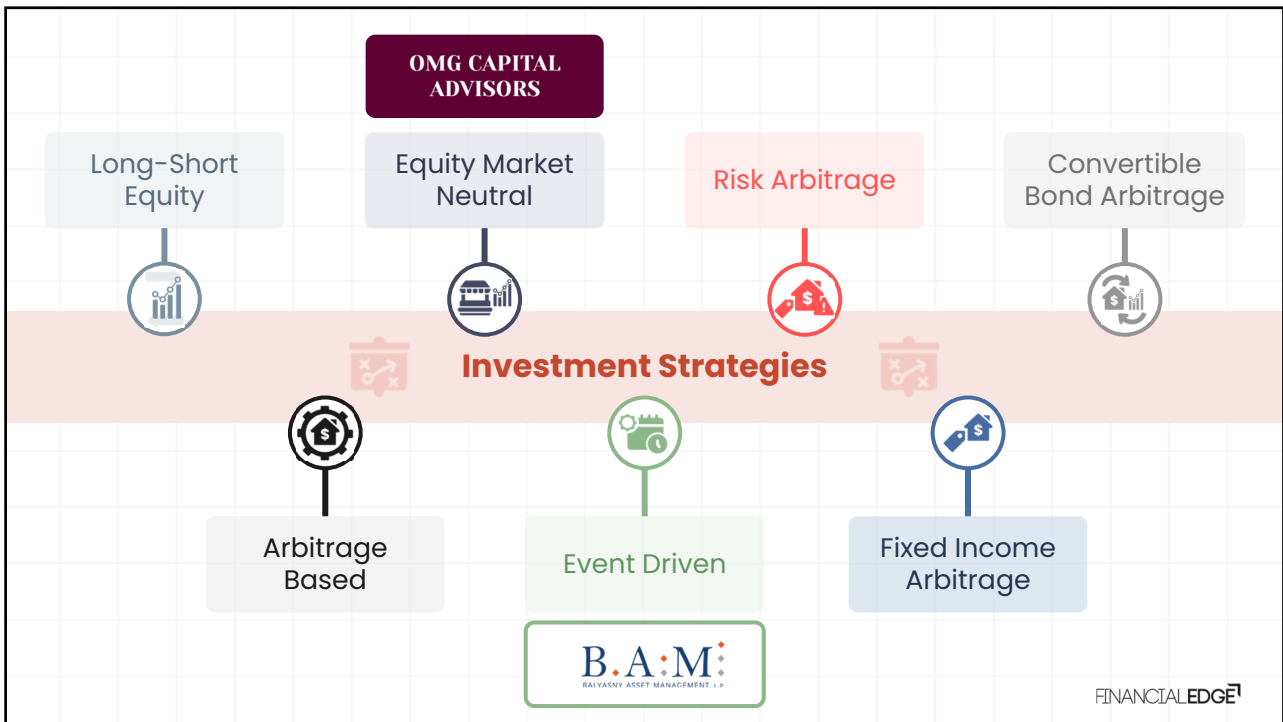 OMG CAPITAL
ADVISORS
Long-Short
Equity
Equity Market
Neutral
Risk Arbitrage
Convertible
Bond Arbitrage
Investment Strategies
Arbitrage
Based
Event Driven
Fixed Income
Arbitrage
B.A:M
BALYASNY ASSET MANAGEMENT L.P.
FINANCIALEDGE